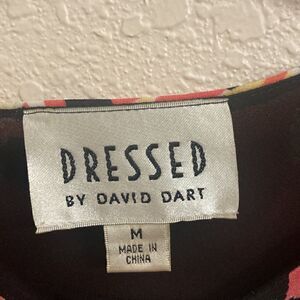 DRESSED
BY DAVID DART
M
MADE IN
CHINA